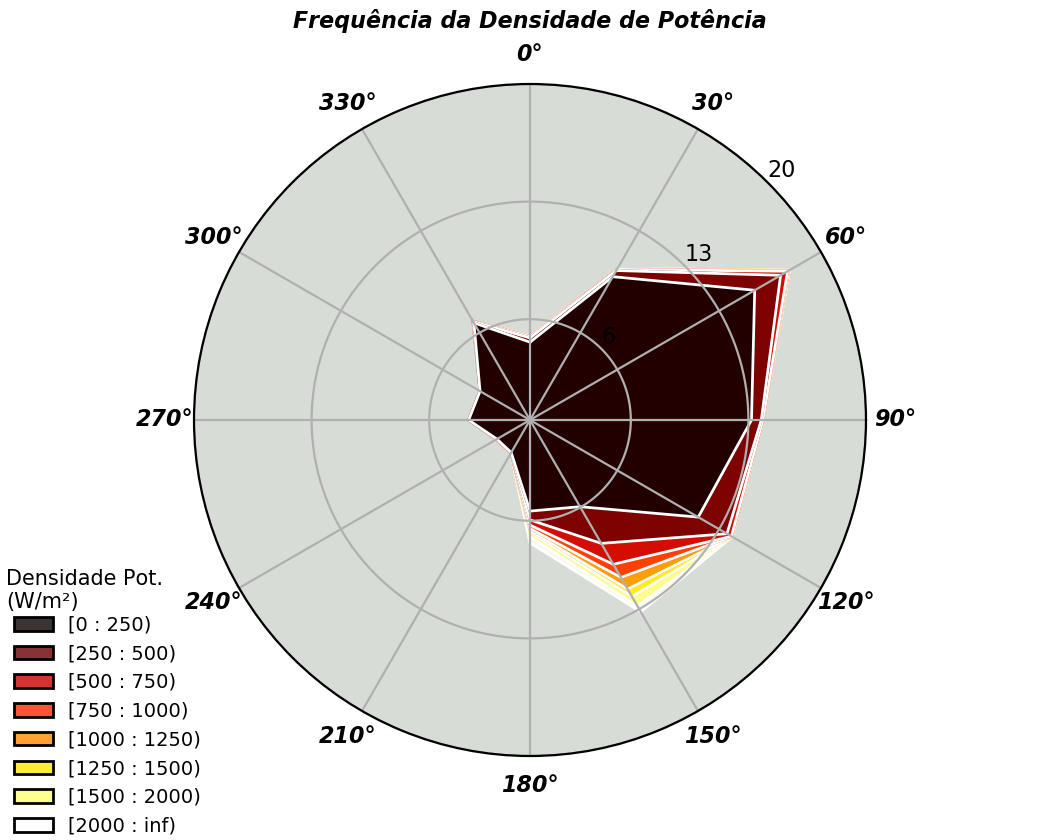 Frequência da Densidade de Potência
0°
330°
30°
20
300°
60°
13
6
270°
90°
240°
120°
210°
150°
180°
Densidade Pot.
(W/m²)
[0 : 250)
[250 : 500)
[500 : 750)
[750 : 1000)
[1000 : 1250)
[1250 : 1500)
[1500 : 2000)
[2000 : inf)